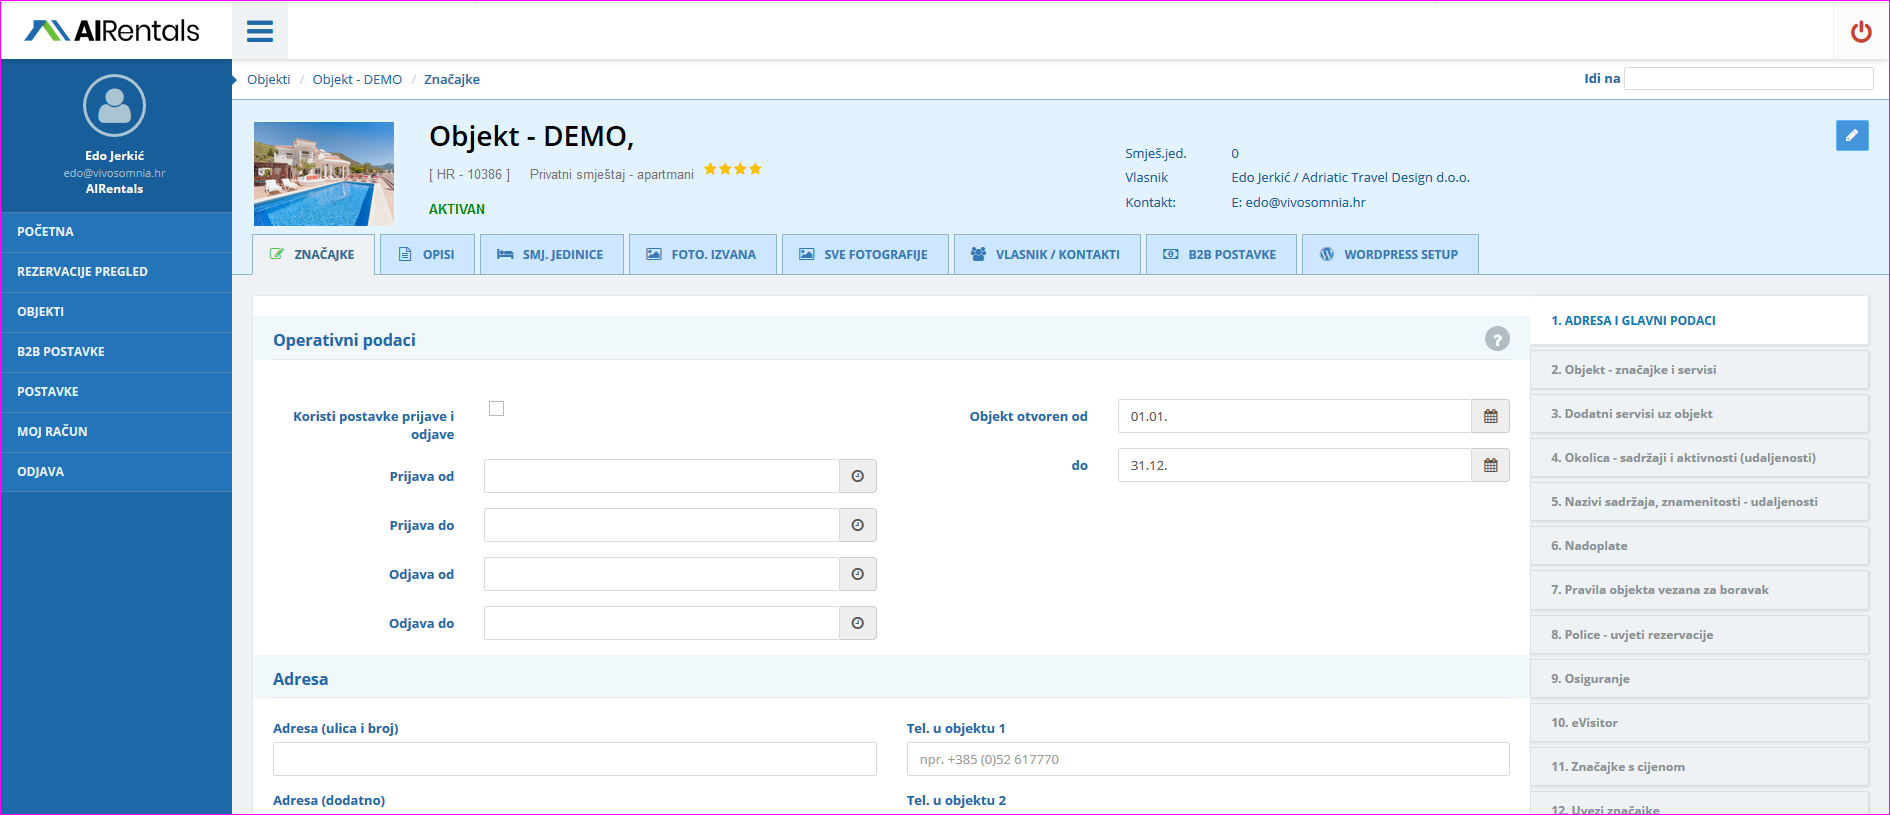 AIRentals
Objekti / Objekt - DEMO / Značajke
Idi na
Edo Jerkić
edo@vivosomnia.hr
AIRentals
POČETNA
REZERVACIJE PREGLED
OBJEKTI
B2B POSTAVKE
POSTAVKE
MOJ RAČUN
ODJAVA
Objekt - DEMO,
[ HR - 10386 ] Privatni smještaj - apartmani
AKTIVAN
Smješ.jed. 0
Vlasnik Edo Jerkić / Adriatic Travel Design d.o.o.
Kontakt: E: edo@vivosomnia.hr
ZNAČAJKE OPISI SMJ. JEDINICE FOTO. IZVANA SVE FOTOGRAFIJE VLASNIK / KONTAKTI B2B POSTAVKE WORDPRESS SETUP
Operativni podaci ?
Koristi postavke prijave i
odjave
Prijava od
Prijava do
Odjava od
Odjava do
Objekt otvoren od 01.01.
do 31.12.
Adresa
Adresa (ulica i broj)
Tel. u objektu 1
npr. +385 (0)52 617770
Adresa (dodatno)
Tel. u objektu 2
1. ADRESA I GLAVNI PODACI
2. Objekt - značajke i servisi
3. Dodatni servisi uz objekt
4. Okolica - sadržaji i aktivnosti (udaljenosti)
5. Nazivi sadržaja, znamenitosti - udaljenosti
6. Nadoplate
7. Pravila objekta vezana za boravak
8. Police - uvjeti rezervacije
9. Osiguranje
10. eVisitor
11. Značajke s cijenom
12. Uvezi značajke